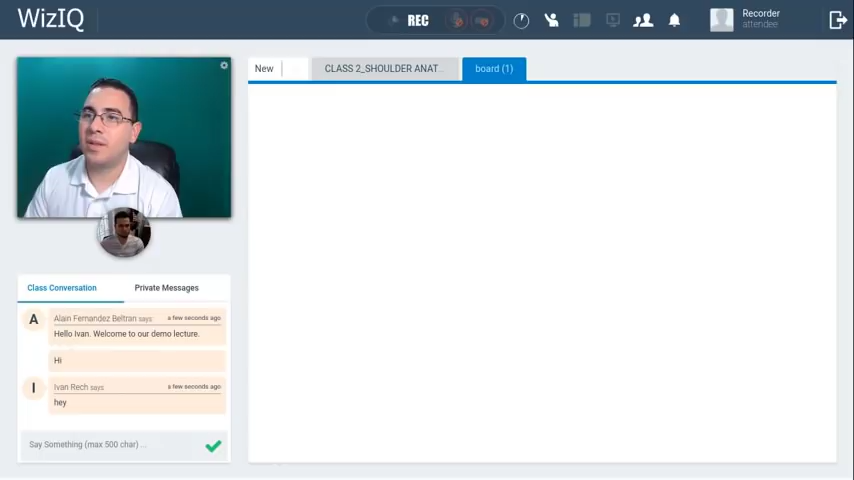 WizIQ
REC
Recorder
attendee
New
CLASS 2_SHOULDER ANAT...
board (1)
Class Conversation
Private Messages
A
Alain Fernandez Beltran says:
a few seconds ago
Hello Ivan. Welcome to our demo lecture.
Hi
I
Ivan Rech says
a few seconds ago
hey
Say Something (max 500 char) ...